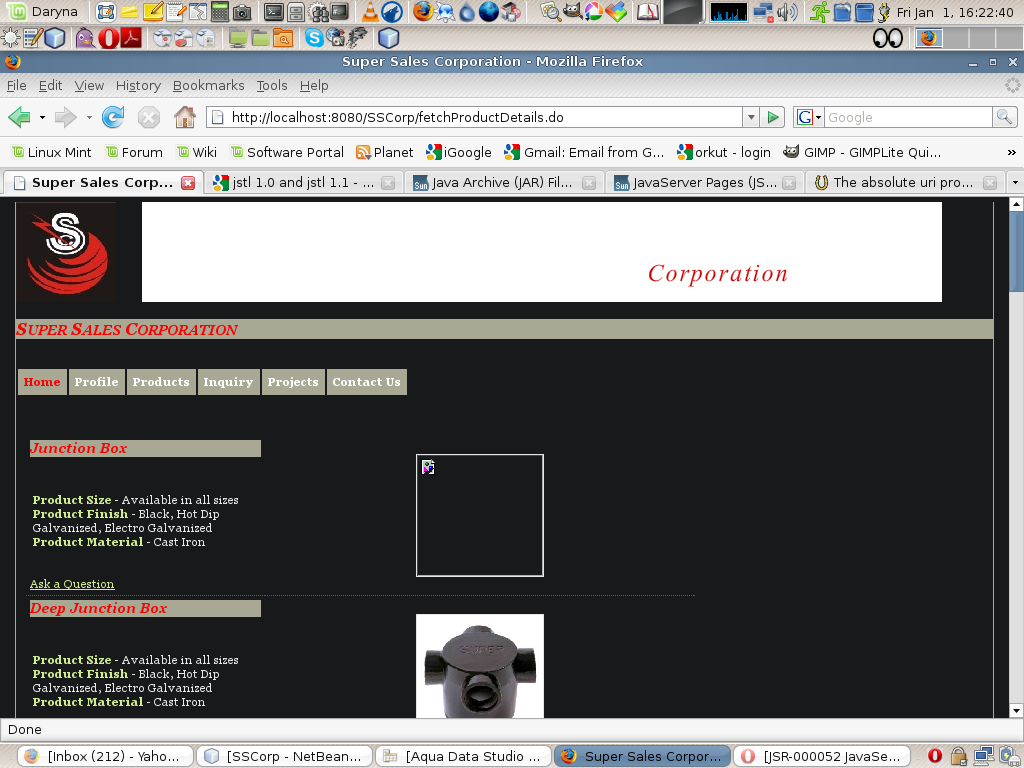 Daryna
Fri Jan 1, 16:22:40
Super Sales Corporation - Mozilla Firefox
File Edit View History Bookmarks Tools Help
http://localhost:8080/SSCorp/fetchProductDetails.do
G Google
Linux Mint Forum Wiki Software Portal Planet iGoogle Gmail: Email from G... orkut - login GIMP - GIMPLite Qui... »
Super Sales Corp... jstl 1.0 and jstl 1.1 - ... Sun Java Archive (JAR) Fil... Sun JavaServer Pages (JS... The absolute uri pro...
S
Corporation
SUPER SALES CORPORATION
Home Profile Products Inquiry Projects Contact Us
Junction Box
Product Size - Available in all sizes
Product Finish - Black, Hot Dip
Galvanized, Electro Galvanized
Product Material - Cast Iron
Ask a Question
Deep Junction Box
SUPER
Product Size - Available in all sizes
Product Finish - Black, Hot Dip
Galvanized, Electro Galvanized
Product Material - Cast Iron
Done
[Inbox (212) - Yaho... [SSCorp - NetBean... [Aqua Data Studio ... Super Sales Corpor... [JSR-000052 JavaSe...